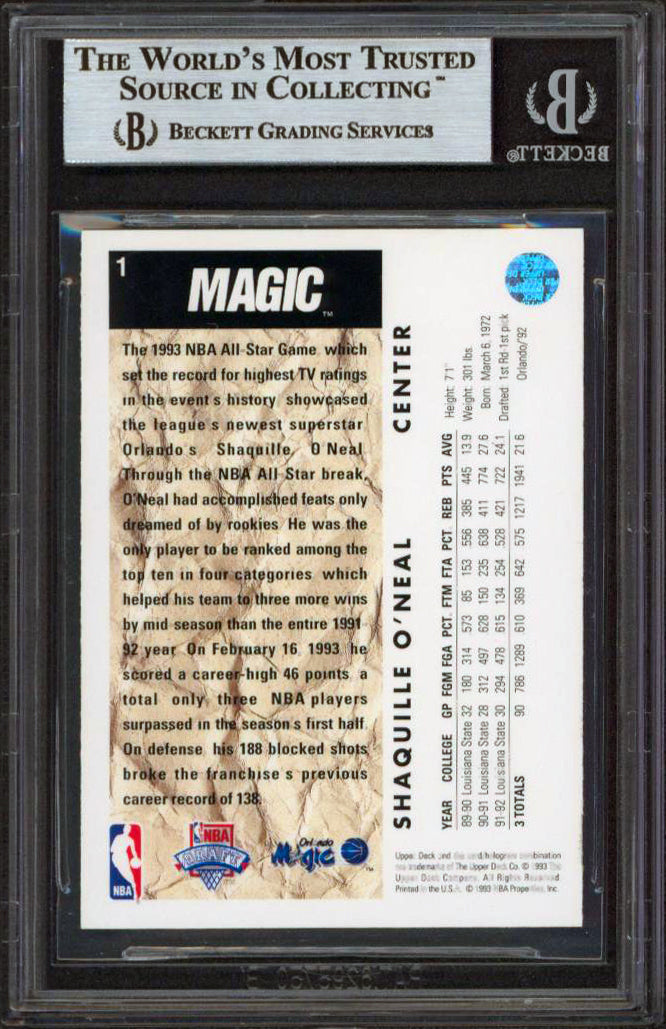 THE WORLD'S MOST TRUSTED
SOURCE IN COLLECTING™
B BECKETT GRADING SERVICES
B
BECKETT®
1
MAGIC™
The 1993 NBA All-Star Game which
set the record for highest TV ratings
in the event s history showcased
the league s newest superstar
Orlando s Shaquille O Neal
Through the NBA All Star break,
O'Neal had accomplished feats only
dreamed of by rookies He was the
only player to be ranked among the
top ten in four categories which
helped his team to three more wins
by mid season than the entire 1991
92 year On February 16 1993 he
scored a career-high 46 points a
total only three NBA players
surpassed in the season s first half.
On defense his 188 blocked shots
broke the franchise s previous
career record of 138.
NBA
NBA
DRAFT
Orlando
Magic™
SHAQUILLE O'NEAL CENTER
Height: 7'1"
Weight: 301 lbs.
Born March 6, 1972
Drafted 1st Rd-1st pick
Orlando/'92
YEAR COLLEGE GP FGM FGA PCT. FTM FTA PCT REB PTS AVG
89-90 Louisiana State 32 180 314 573 85 153 556 385 445 13.9
90-91 Louisiana State 28 312 497 628 150 235 638 411 774 27.6
91-92 Louisiana State 30 294 478 615 134 254 528 421 722 24.1
3 TOTALS 90 786 1289 610 369 642 575 1217 1941 21.6
Upper Deck and the card/hologram combination
are trademarks of The Upper Deck Co. © 1993 The
Upper Deck Company. All Rights Reserved.
Printed in the U.S.A. © 1993 NBA Properties, Inc.